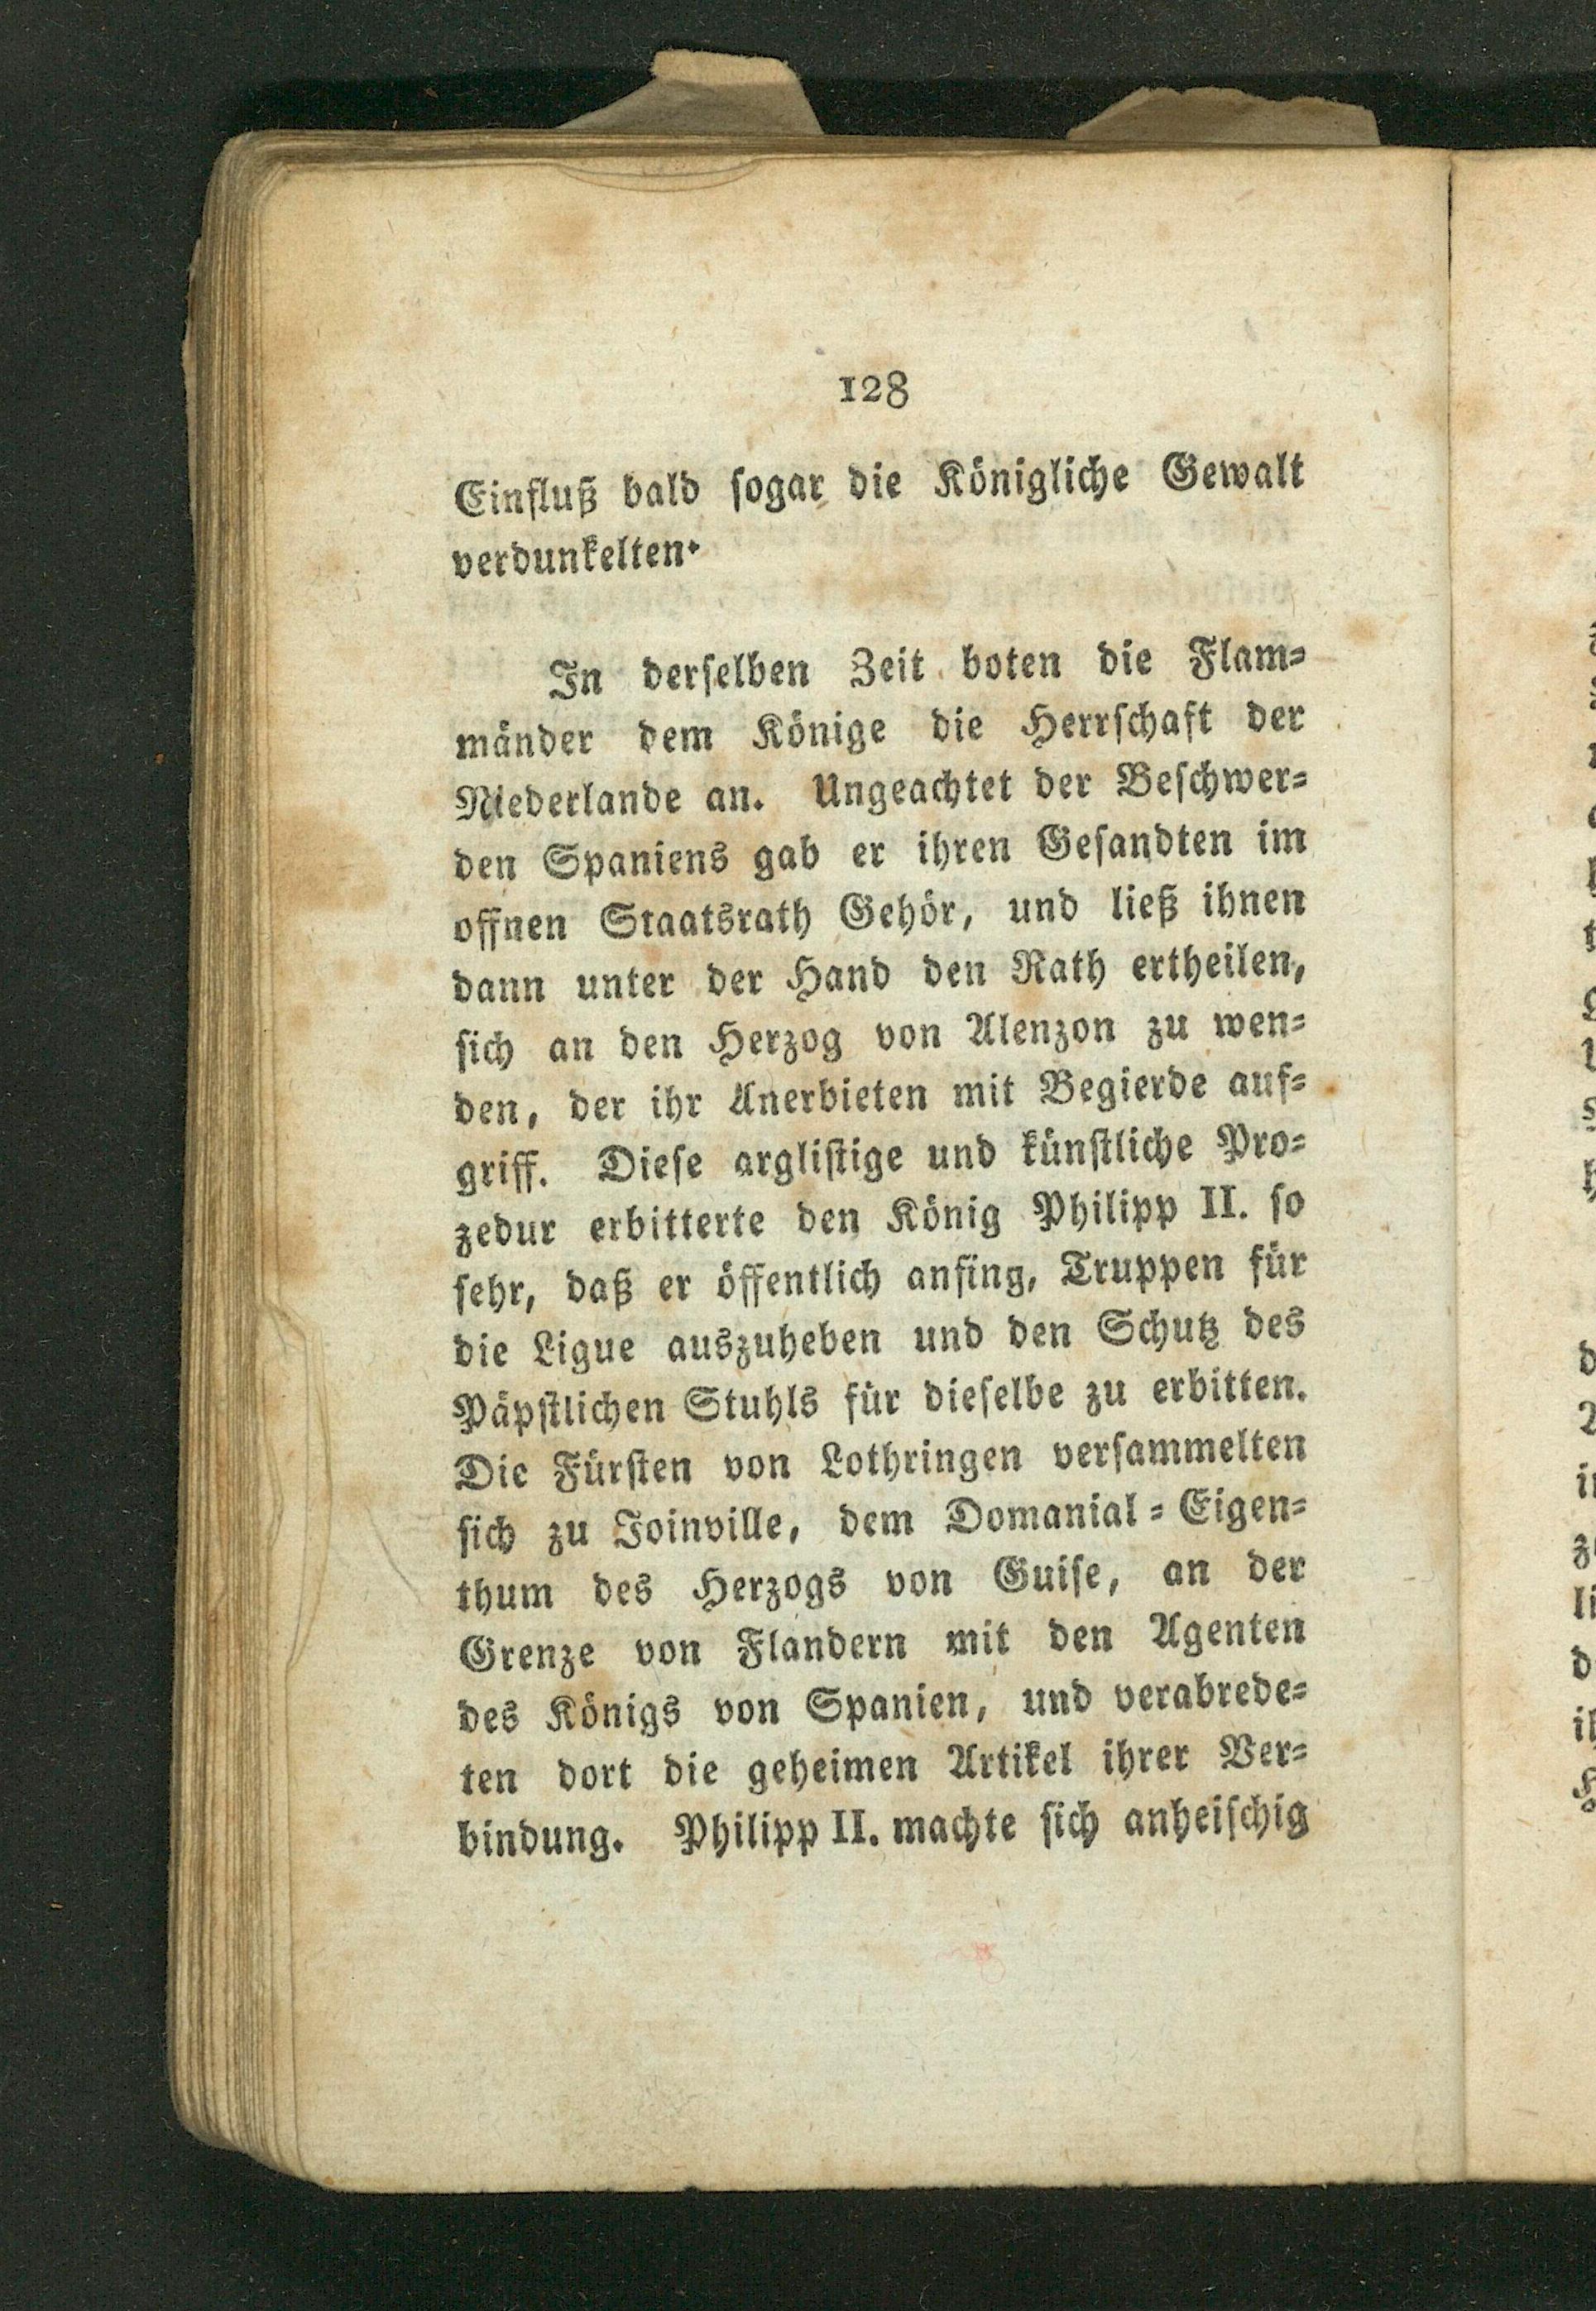 128
Einfluß bald ſogar die Königliche Gewalt
verdunkelten.
In derſelben Zeit boten die Flam⸗
mänder dem Könige die Herrſchaft der
Niederlande an. Ungeachtet der Beſchwer⸗
den Spaniens gab er ihren Geſandten im
offnen Staatsrath Gehör, und ließ ihnen
dann unter der Hand den Rath ertheilen,
ſich an den Herzog von Alenzon zu wen⸗
den, der ihr Anerbieten mit Begierde auf⸗
griff. Dieſe argliſtige und künſtliche Pro⸗
zedur erbitterte den König Philipp II. ſo
ſehr, daß er öffentlich anfing, Truppen für
die Ligue auszuheben und den Schutz des
Päpſtlichen Stuhls für dieſelbe zu erbitten.
Die Fürſten von Lothringen verſammelten
ſich zu Joinville, dem Domanial⸗Eigen⸗
thum des Herzogs von Guiſe, an der
Grenze von Flandern mit den Agenten
des Königs von Spanien, und verabrede⸗
ten dort die geheimen Artikel ihrer Ver⸗
bindung. Philipp II. machte ſich anheiſchig